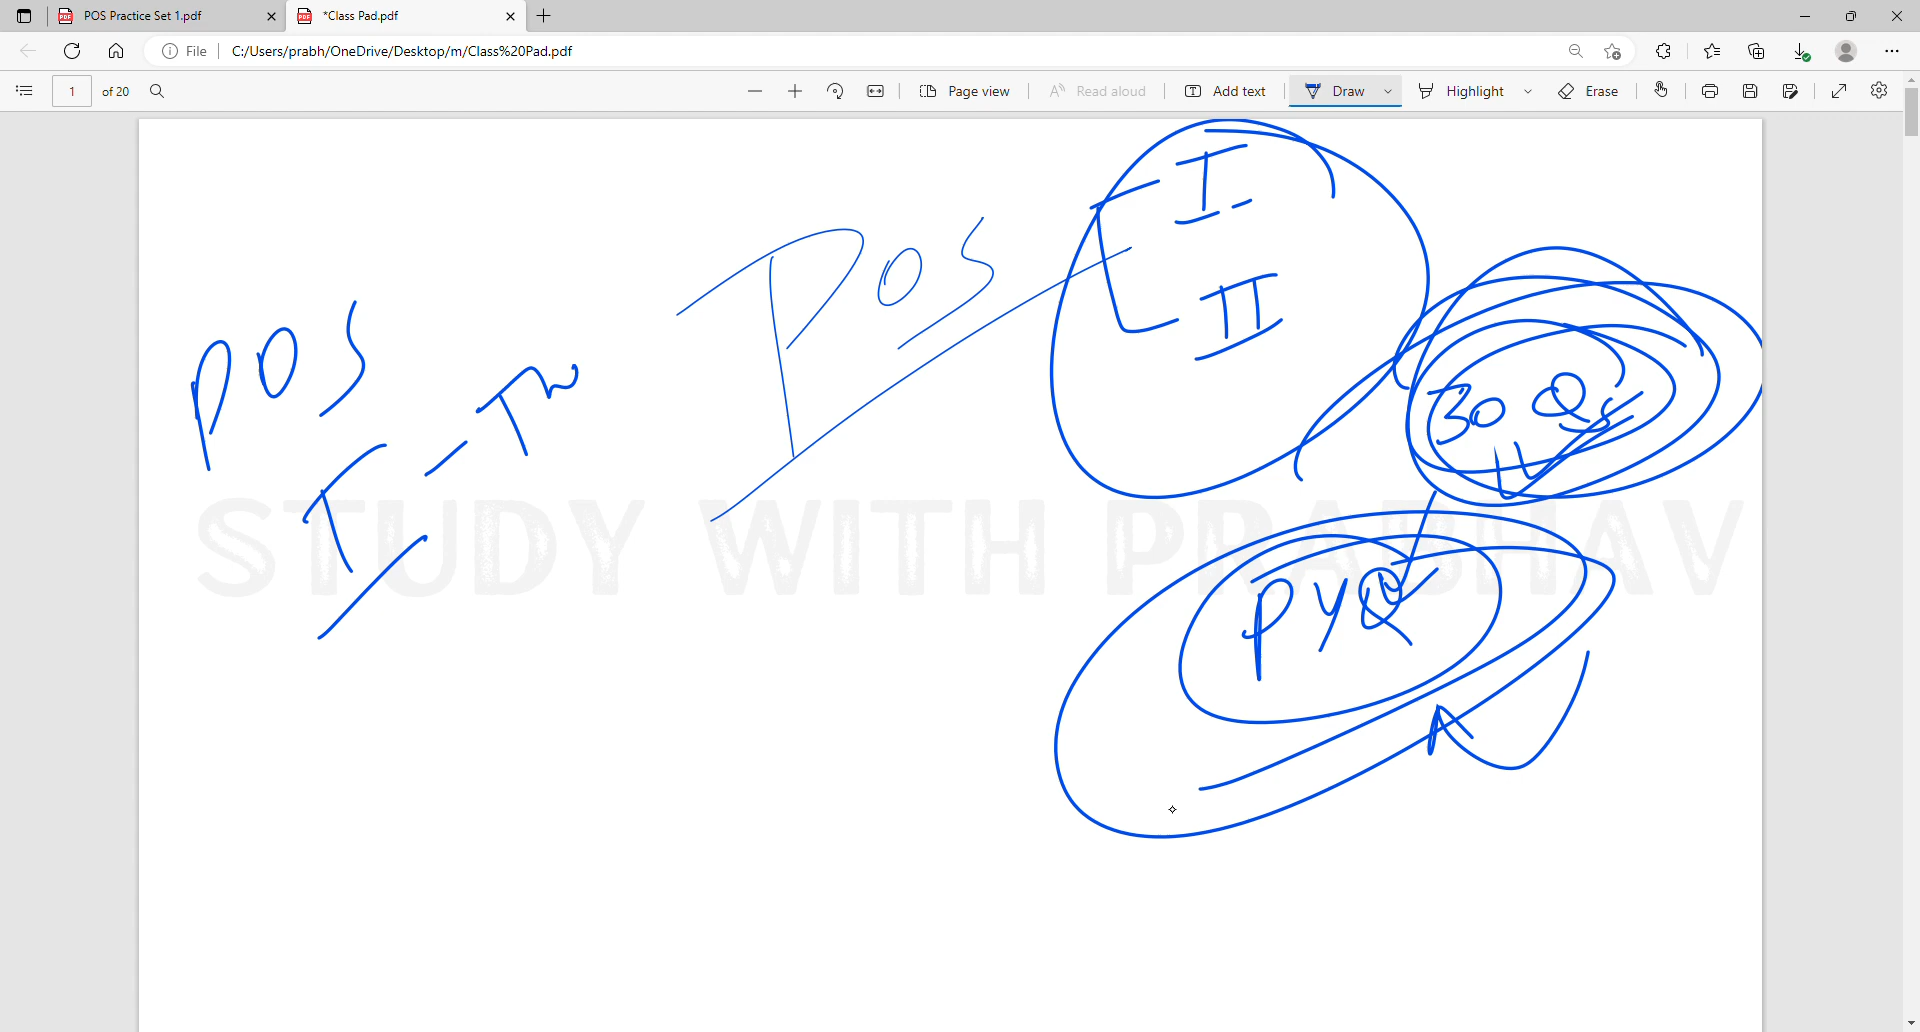 POS Practice Set 1.pdf
*Class Pad.pdf
File
C:/Users/prabh/OneDrive/Desktop/m/Class%20Pad.pdf
1 of 20
Page view
Read aloud
Add text
Draw
Highlight
Erase
I
POS
II
POS
30 Qs
T
STUDY WITH PRABHAV
PYQ